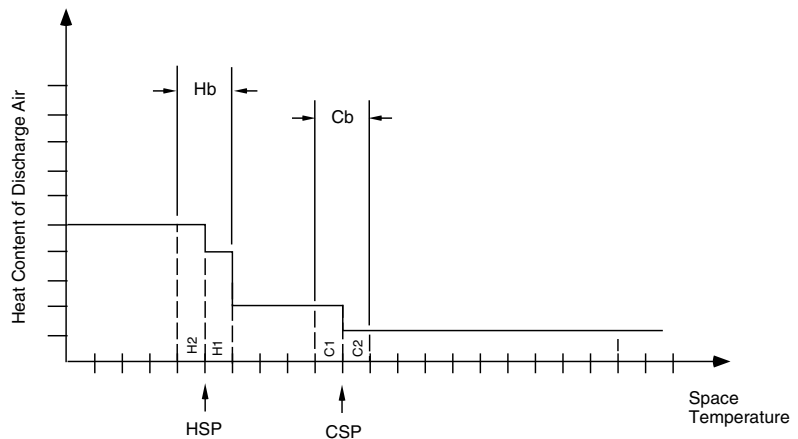 Heat Content of Discharge Air
Hb
Cb
H2
H1
C1
C2
HSP
CSP
Space
Temperature